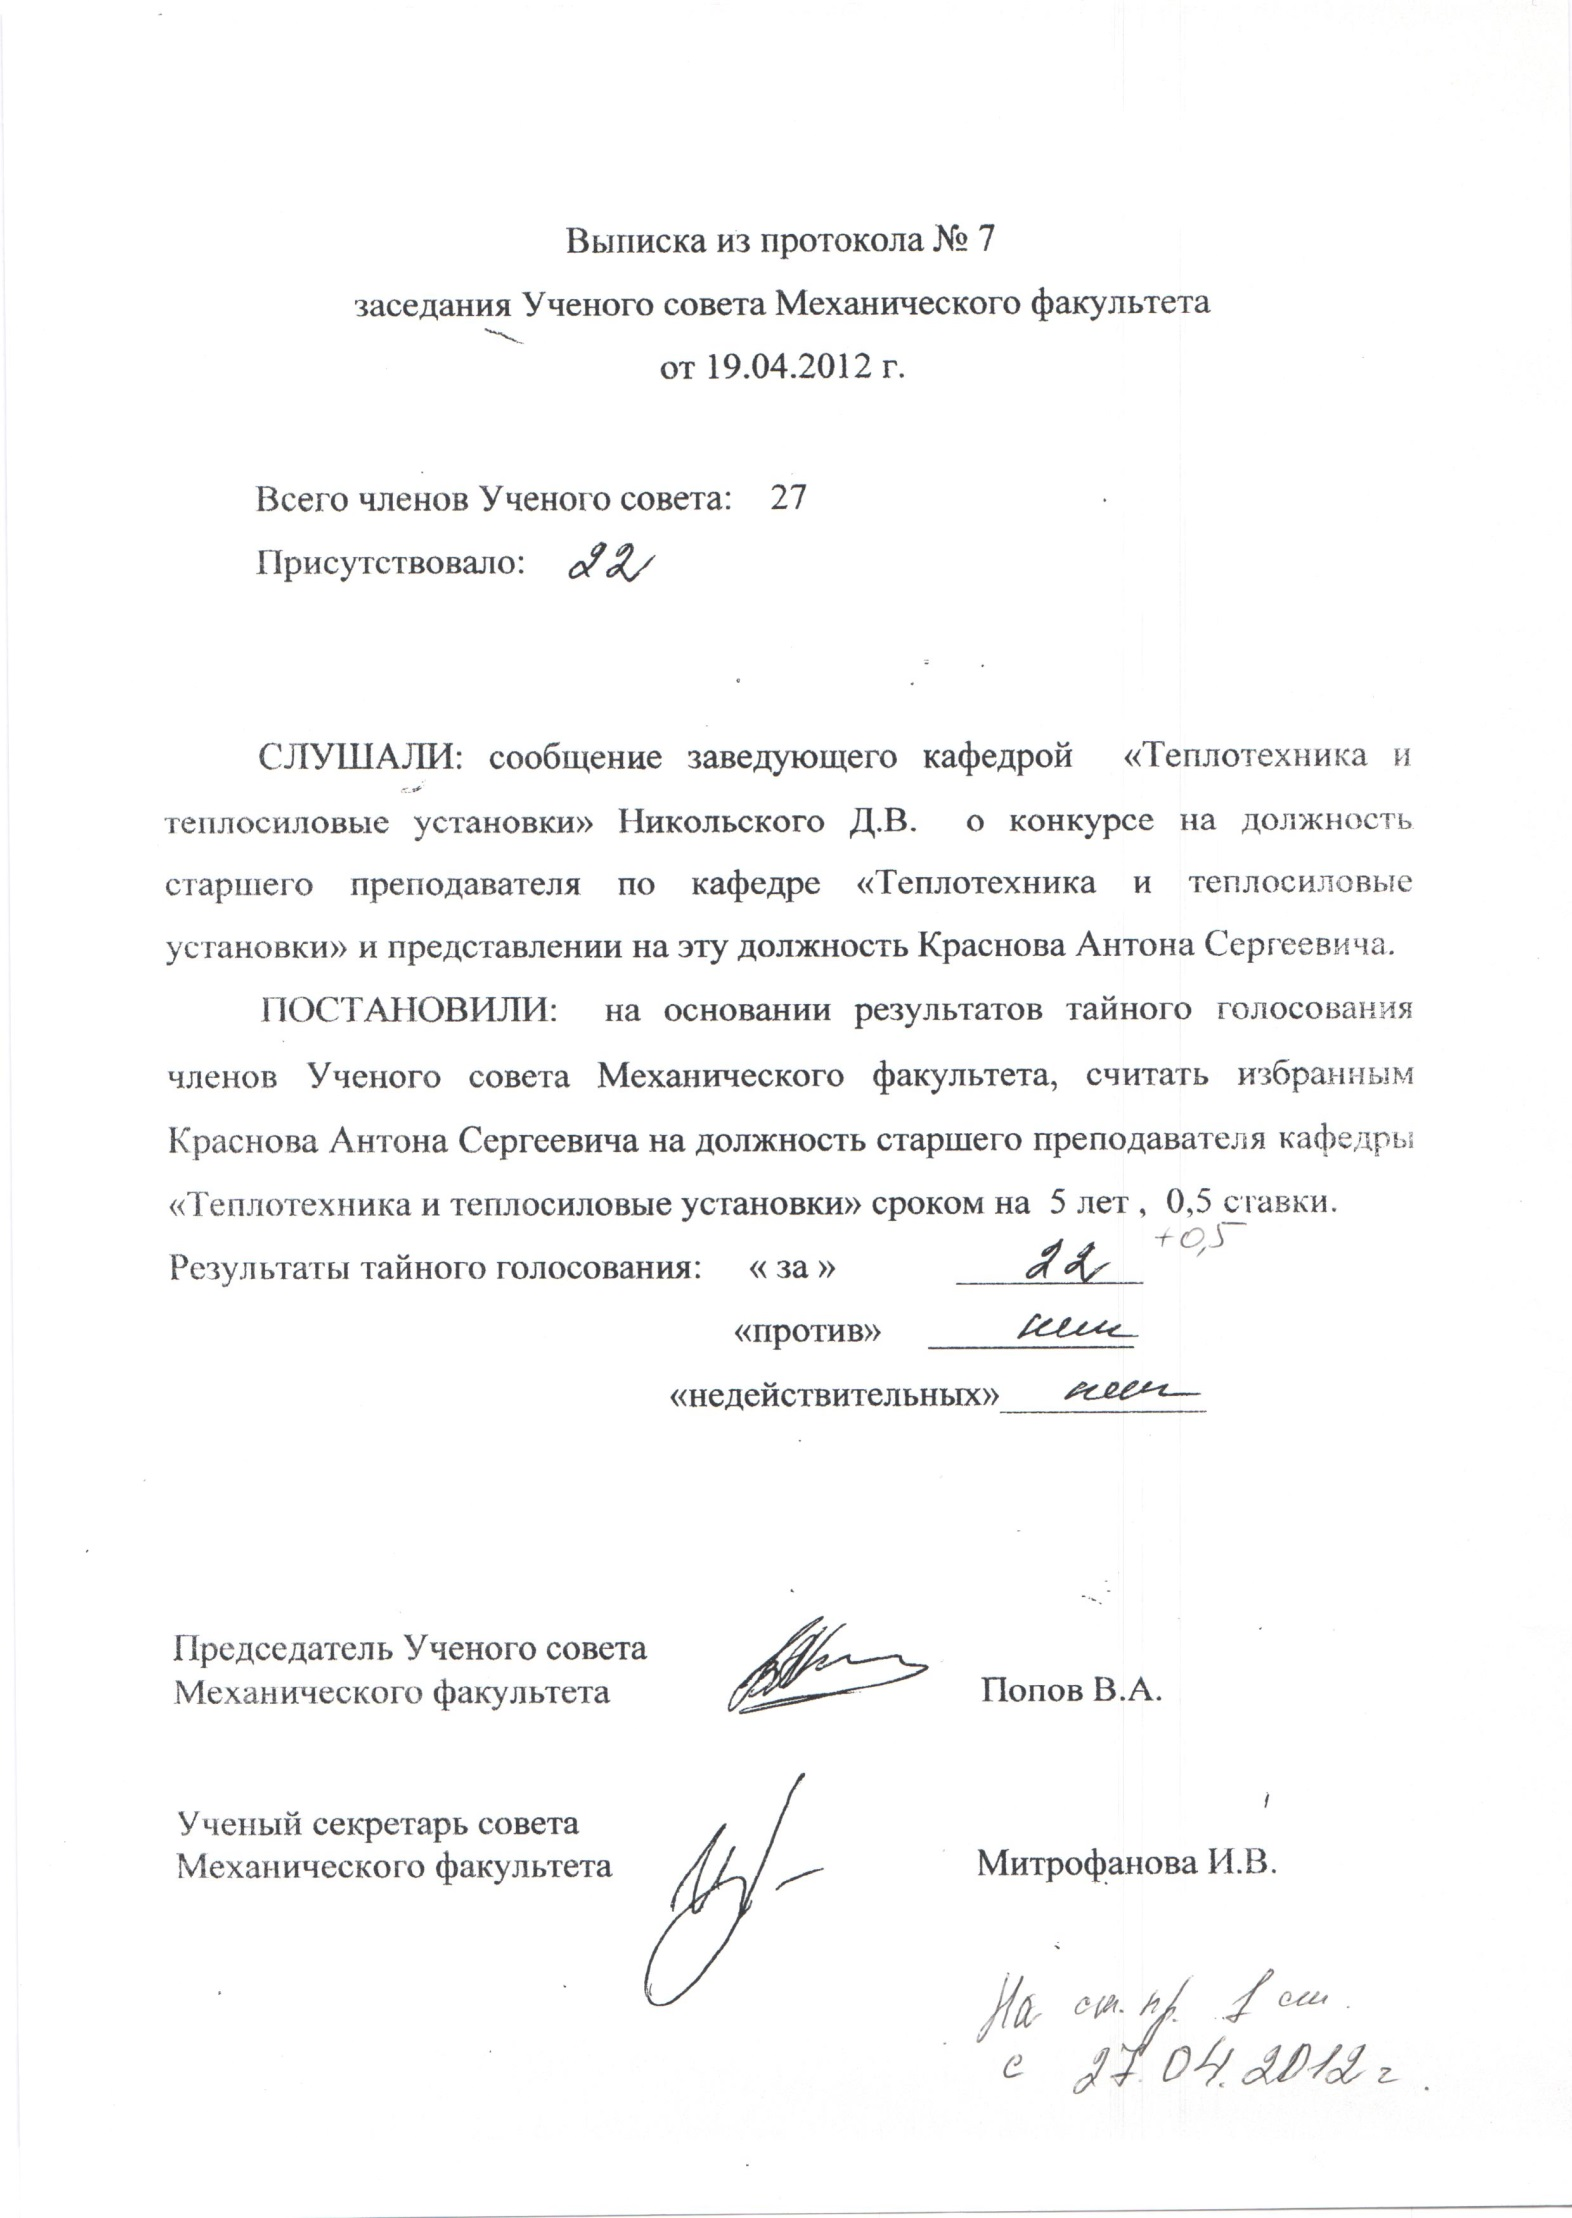 Выписка из протокола № 7
заседания Ученого совета Механического факультета
от 19.04.2012 г.
Всего членов Ученого совета: 27
Присутствовало: 22
СЛУШАЛИ: сообщение заведующего кафедрой «Теплотехника и
теплосиловые установки» Никольского Д.В. о конкурсе на должность
старшего преподавателя по кафедре «Теплотехника и теплосиловые
установки» и представлении на эту должность Краснова Антона Сергеевича.
ПОСТАНОВИЛИ: на основании результатов тайного голосования
членов Ученого совета Механического факультета, считать избранным
Краснова Антона Сергеевича на должность старшего преподавателя кафедры
«Теплотехника и теплосиловые установки» сроком на 5 лет , 0,5 ставки.
+0,5
Результаты тайного голосования: « за » 22
«против» нет
«недействительных» нет
Председатель Ученого совета
Механического факультета Попов В.А.
Ученый секретарь совета
Механического факультета Митрофанова И.В.
На ст. пр. 1 ст.
с 27.04.2012 г.